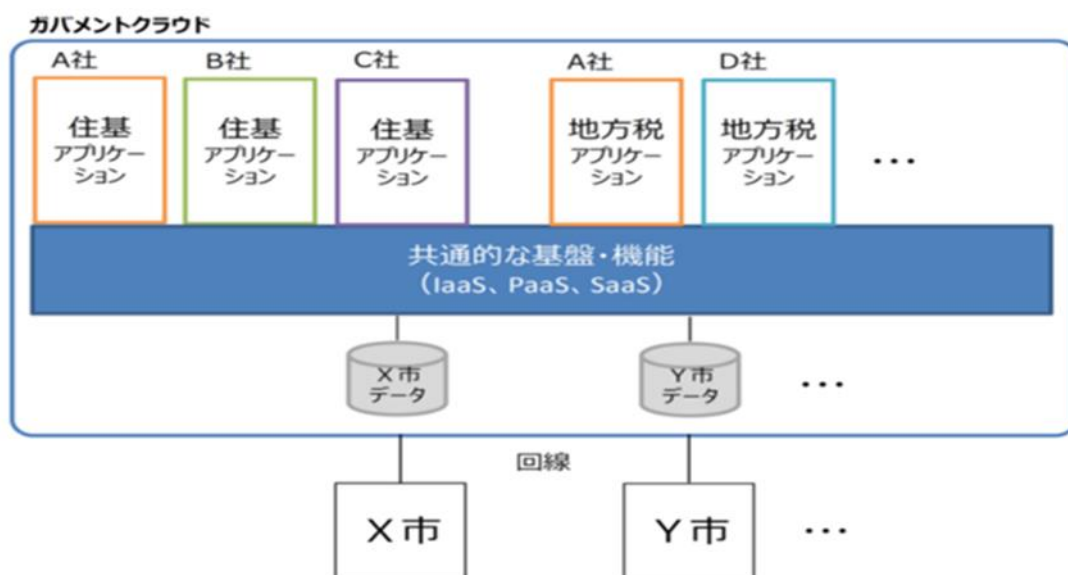 ガバメントクラウド
A社
B社
C社
A社
D社
住基
アプリケー
ション
住基
アプリケー
ション
住基
アプリケー
ション
地方税
アプリケー
ション
地方税
アプリケー
ション
…
共通的な基盤・機能
(IaaS、PaaS、SaaS)
X市
データ
Y市
データ
…
回線
X市
Y市
…